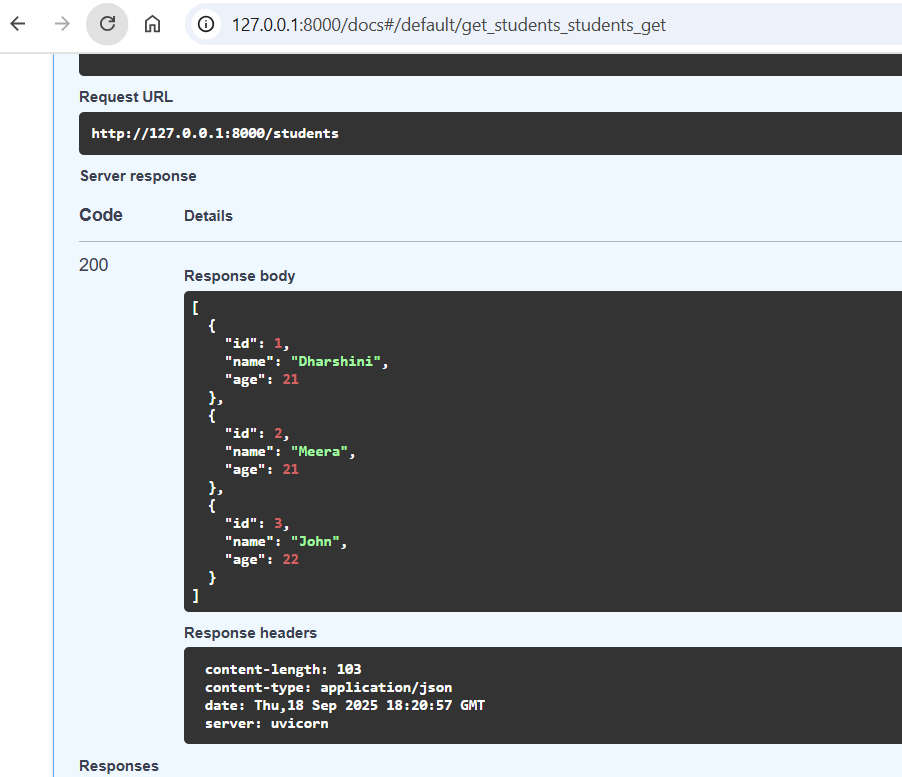 127.0.0.1:8000/docs#/default/get_students_students_get
Request URL
http://127.0.0.1:8000/students
Server response
Code Details
200
Response body
[
  {
    "id": 1,
    "name": "Dharshini",
    "age": 21
  },
  {
    "id": 2,
    "name": "Meera",
    "age": 21
  },
  {
    "id": 3,
    "name": "John",
    "age": 22
  }
]
Response headers
content-length: 103
content-type: application/json
date: Thu,18 Sep 2025 18:20:57 GMT
server: uvicorn
Responses